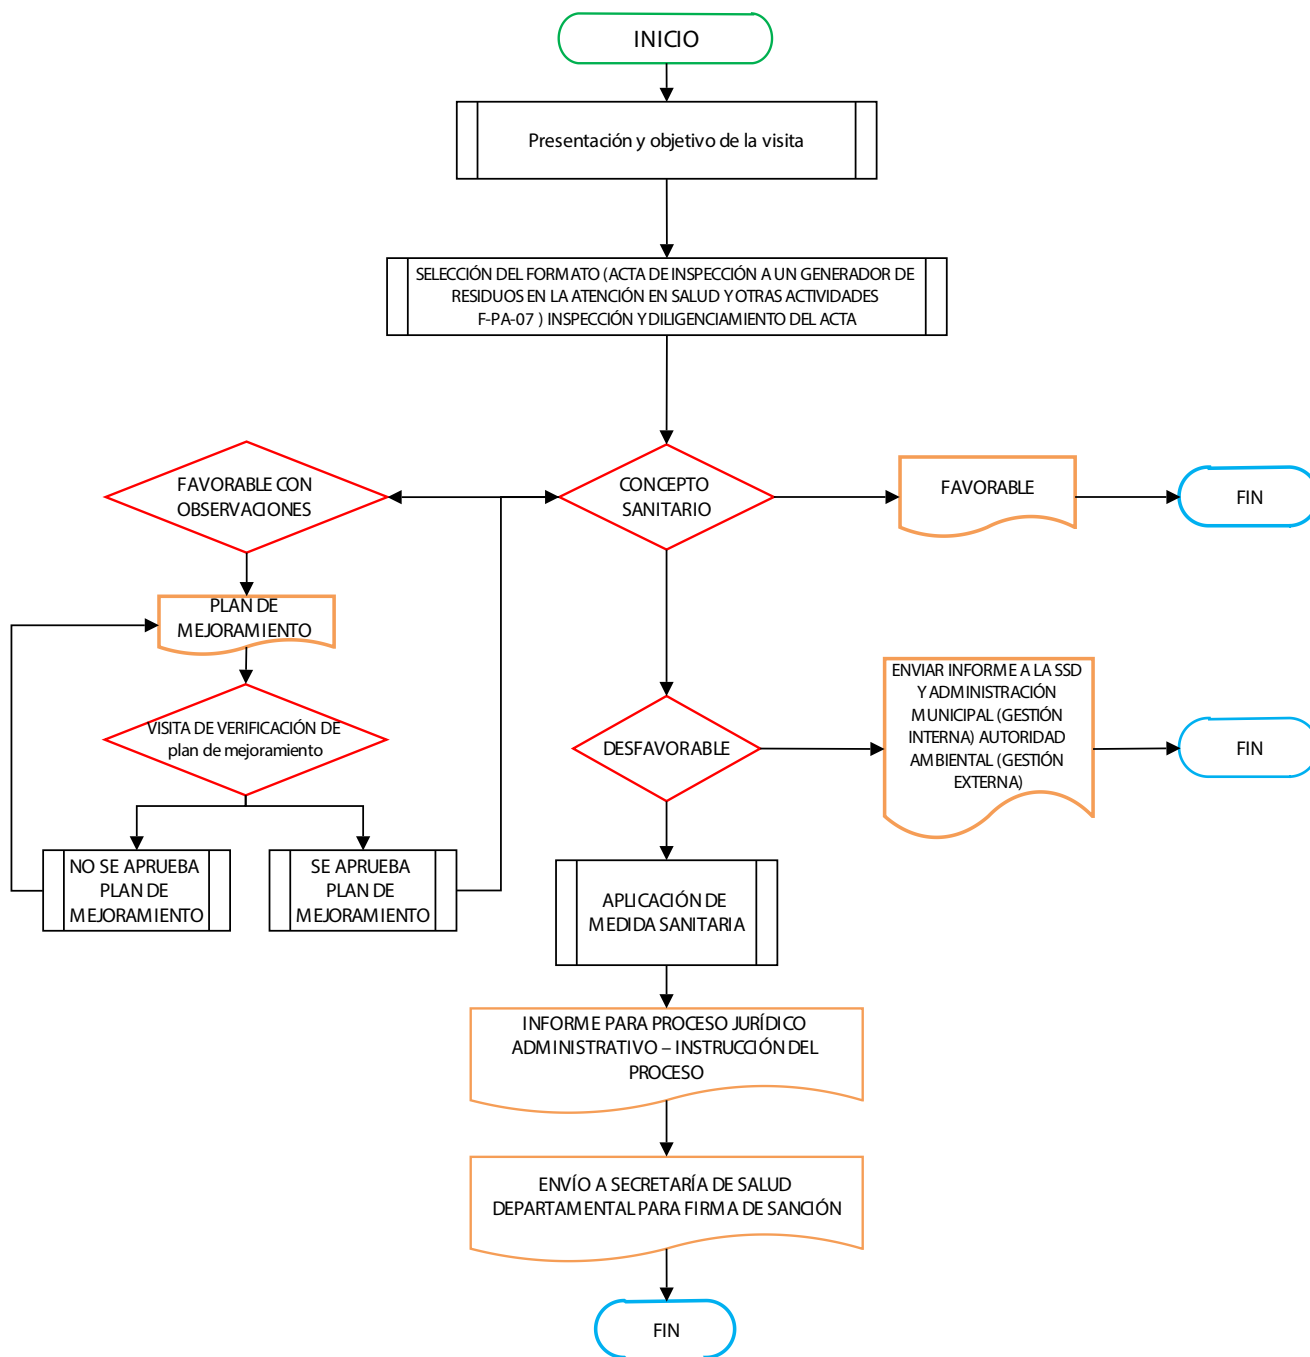 INICIO
Presentación y objetivo de la visita
SELECCIÓN DEL FORMATO (ACTA DE INSPECCIÓN A UN GENERADOR DE
RESIDUOS EN LA ATENCIÓN EN SALUD Y OTRAS ACTIVIDADES
F-PA-07 ) INSPECCIÓN Y DILIGENCIAMIENTO DEL ACTA
FAVORABLE CON
OBSERVACIONES
CONCEPTO
SANITARIO
FAVORABLE
FIN
PLAN DE
MEJORAMIENTO
VISITA DE VERIFICACIÓN DE
plan de mejoramiento
NO SE APRUEBA
PLAN DE
MEJORAMIENTO
SE APRUEBA
PLAN DE
MEJORAMIENTO
DESFAVORABLE
ENVIAR INFORME A LA SSD
Y ADMINISTRACIÓN
MUNICIPAL (GESTIÓN
INTERNA) AUTORIDAD
AMBIENTAL (GESTIÓN
EXTERNA)
FIN
APLICACIÓN DE
MEDIDA SANITARIA
INFORME PARA PROCESO JURÍDICO
ADMINISTRATIVO – INSTRUCCIÓN DEL
PROCESO
ENVÍO A SECRETARÍA DE SALUD
DEPARTAMENTAL PARA FIRMA DE SANCIÓN
FIN